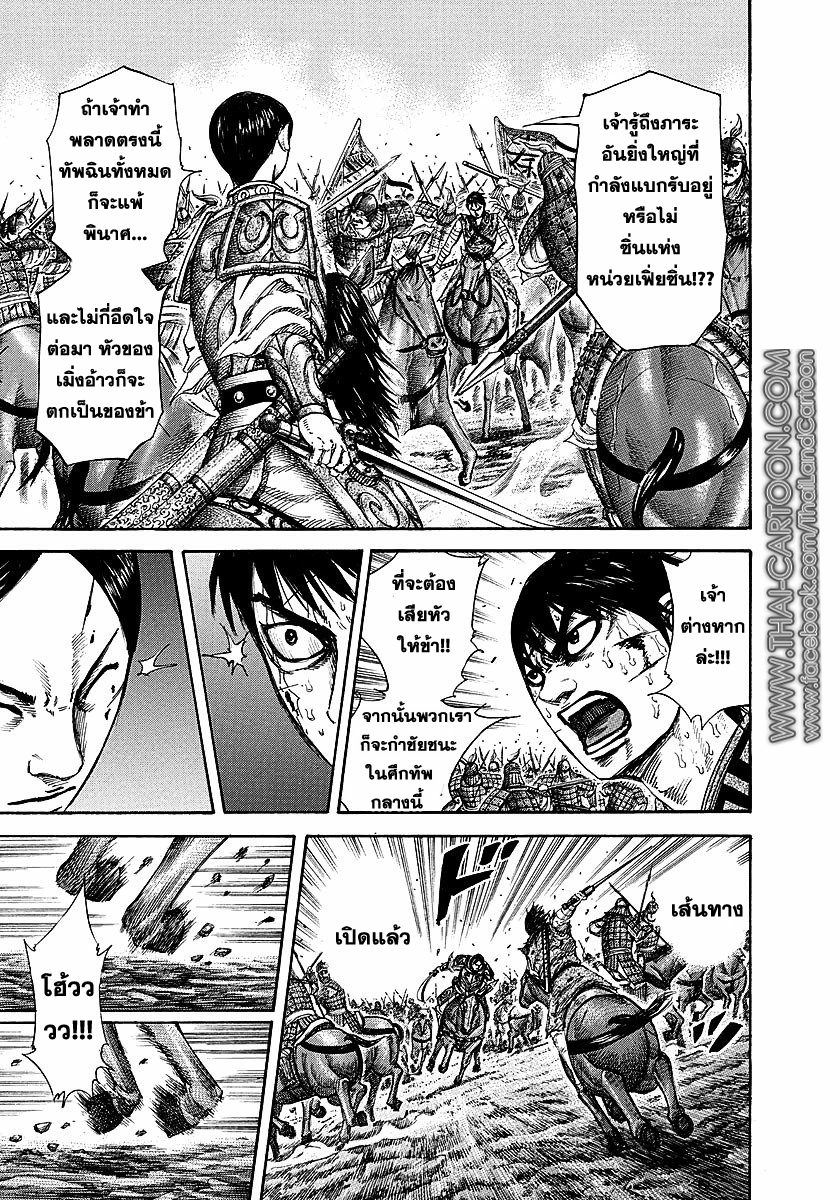 เจ้ารู้ถึงภาระ
อันยิ่งใหญ่ที่
กำลังแบกรับอยู่
หรือไม่
ซิ่นแห่ง
หน่วยเฟยซิ่น!??
ถ้าเจ้าทำ
พลาดตรงนี้
ทัพฉินทั้งหมด
ก็จะแพ้
พินาศ...
และไม่กี่อึดใจ
ต่อมา หัวของ
เมิ่งอ้าวก็จะ
ตกเป็นของข้า
เจ้า
ต่างหาก
ล่ะ!!!
ที่จะต้อง
เสียหัว
ให้ข้า!!
จากนั้นพวกเรา
ก็จะกำชัยชนะ
ในศึกทัพ
กลางนี้
เส้นทาง
เปิดแล้ว
ドドド
โฮ้วว
วว!!!
WWW.THAI-CARTOON.COM
www.facebook.com/thaiLandCartoon